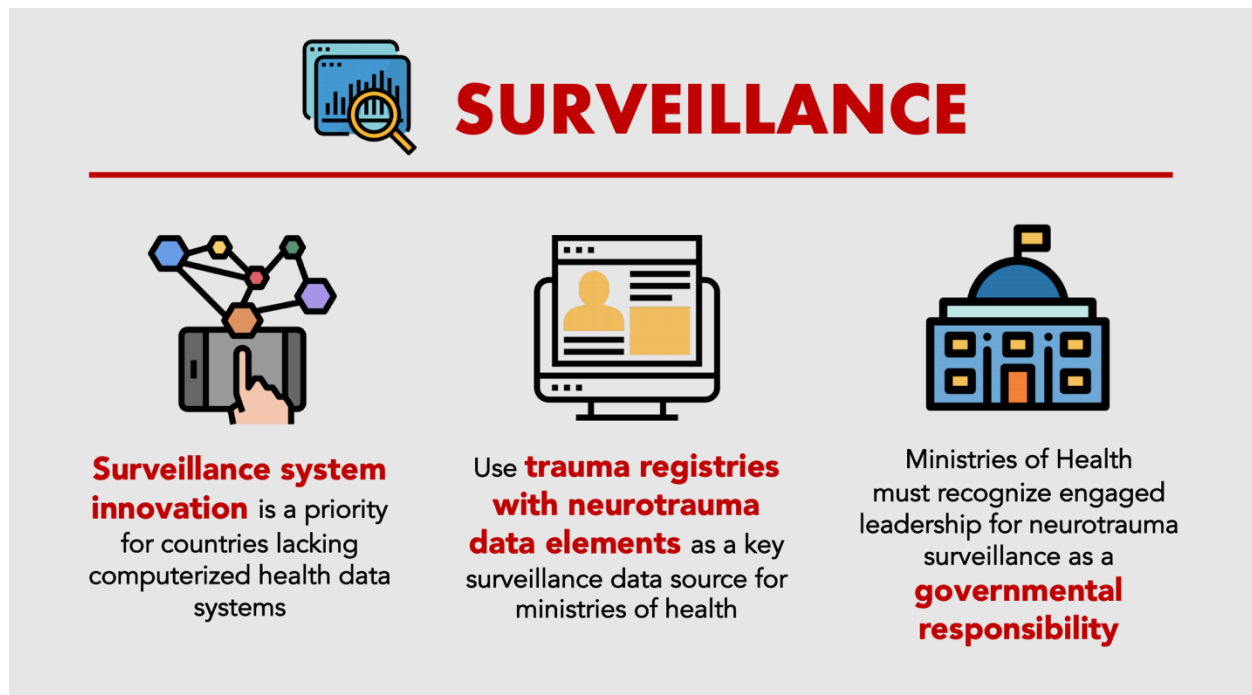 SURVEILLANCE
Surveillance system
innovation is a priority
for countries lacking
computerized health data
systems
Use trauma registries
with neurotrauma
data elements as a key
surveillance data source for
ministries of health
Ministries of Health
must recognize engaged
leadership for neurotrauma
surveillance as a
governmental
responsibility